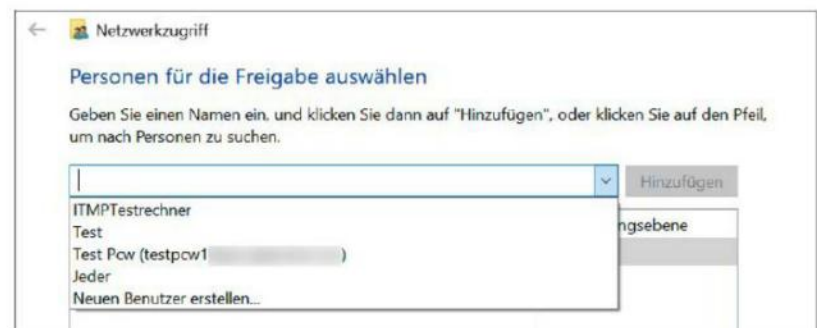 Netzwerkzugriff
Personen für die Freigabe auswählen
Geben Sie einen Namen ein, und klicken Sie dann auf "Hinzufügen", oder klicken Sie auf den Pfeil,
um nach Personen zu suchen.
Hinzufügen
ITMPTestrechner
ngsebene
Test
Test Pcw (testpcw1 )
Jeder
Neuen Benutzer erstellen...